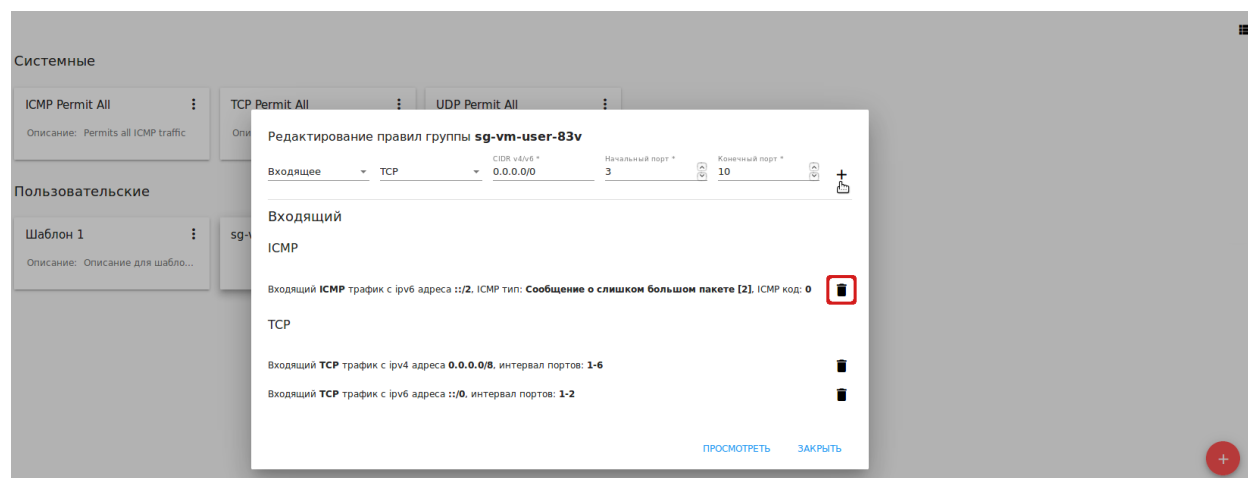 Системные
ICMP Permit All
TCP Permit All
UDP Permit All
Описание: Permits all ICMP traffic
Редактирование правил группы sg-vm-user-83v
CIDR v4/v6 *
Начальный порт *
Конечный порт *
Входящее
TCP
0.0.0.0/0
3
10
+
Пользовательские
Входящий
Шаблон 1
ICMP
Описание: Описание для шабло...
Входящий ICMP трафик с ipv6 адреса ::/2, ICMP тип: Сообщение о слишком большом пакете [2], ICMP код: 0
TCP
Входящий TCP трафик с ipv4 адреса 0.0.0.0/8, интервал портов: 1-6
Входящий TCP трафик с ipv6 адреса ::/0, интервал портов: 1-2
ПРОСМОТРЕТЬ
ЗАКРЫТЬ
+